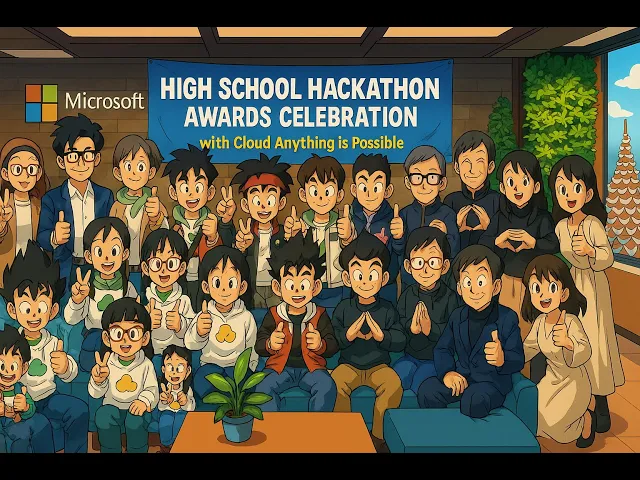 Microsoft
HIGH SCHOOL HACKATHON
AWARDS CELEBRATION
with Cloud Anything is Possible